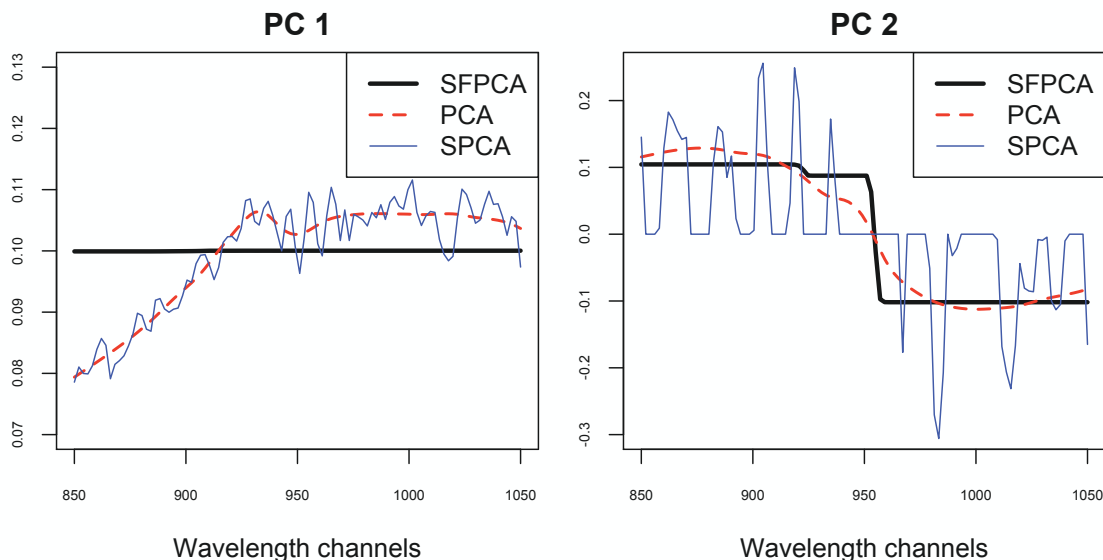 PC 1
SFPCA
PCA
SPCA
0.13
0.12
0.11
0.10
0.09
0.08
0.07
850
900
950
1000
1050
Wavelength channels
PC 2
SFPCA
PCA
SPCA
0.2
0.1
0.0
-0.1
-0.2
-0.3
850
900
950
1000
1050
Wavelength channels